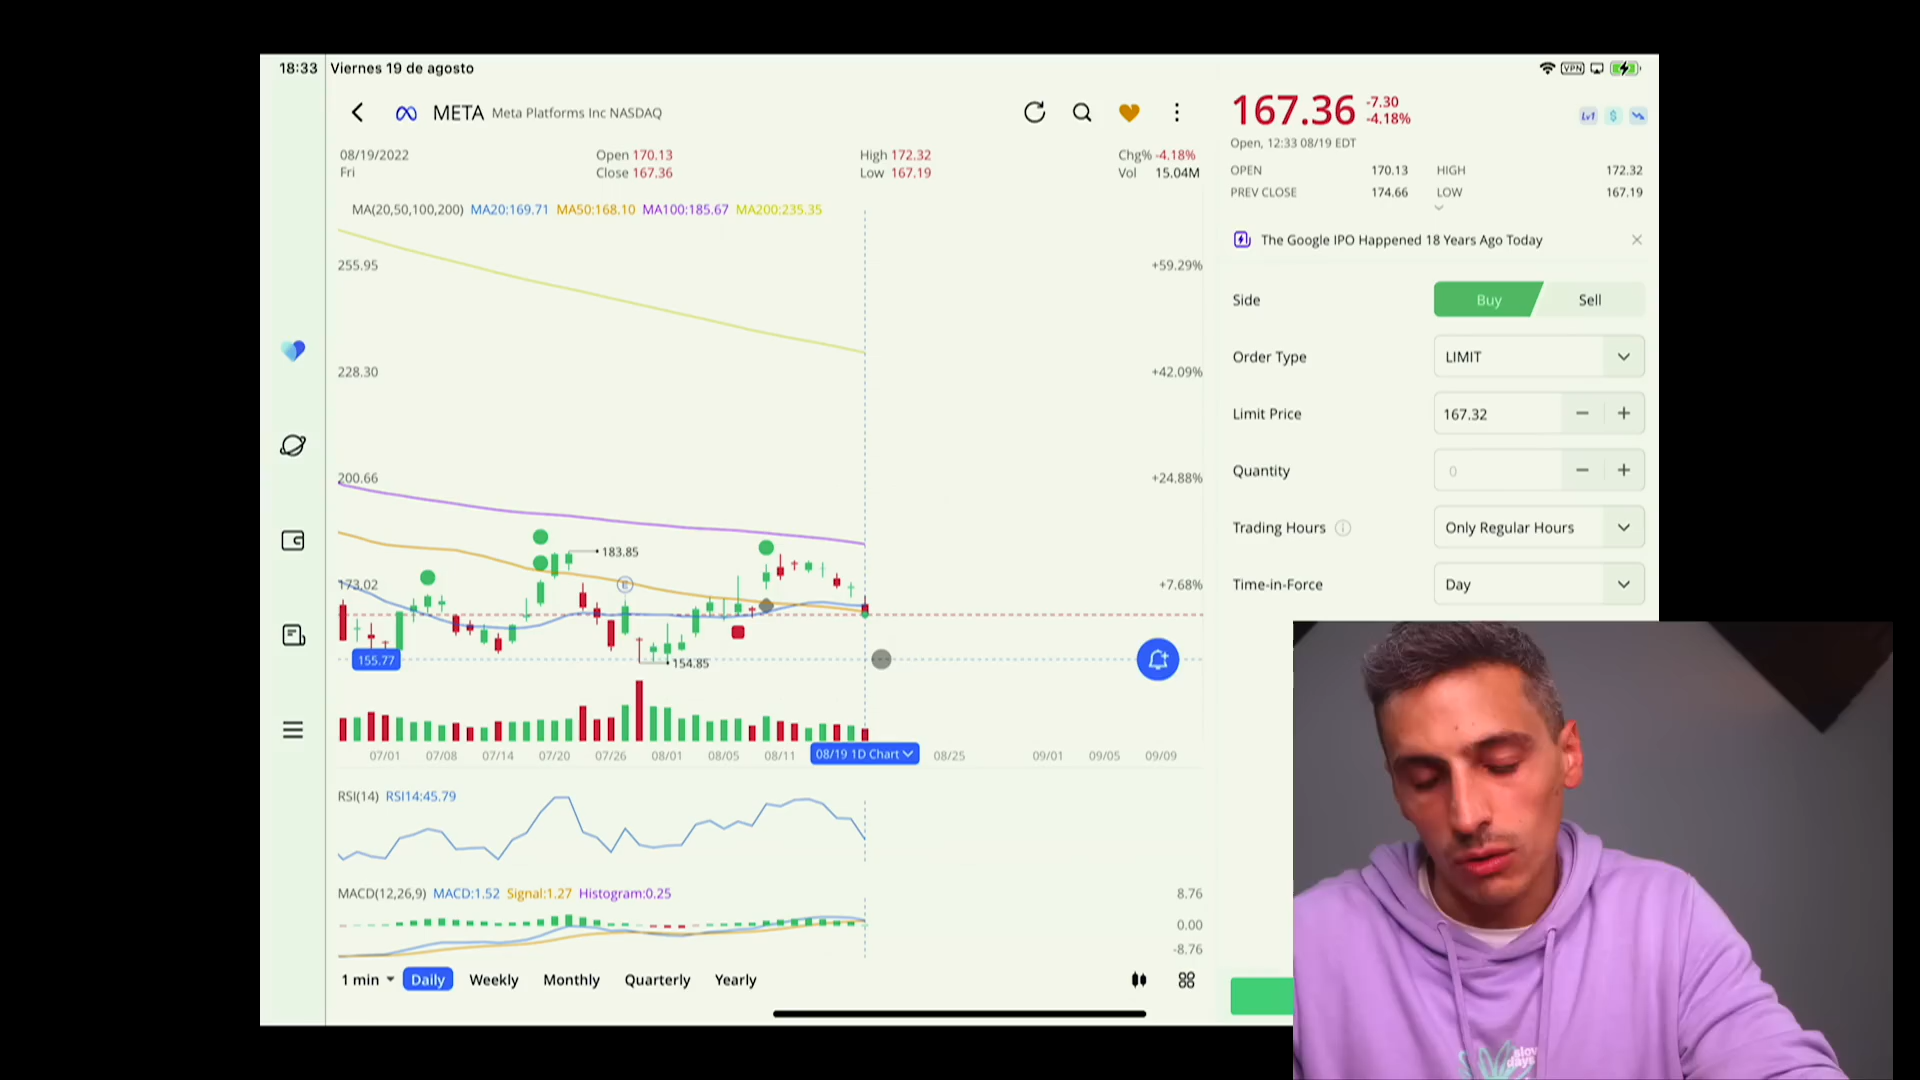 18:33 Viernes 19 de agosto
VPN
META Meta Platforms Inc NASDAQ
08/19/2022 Open 170.13 High 172.32 Chg% -4.18%
Fri Close 167.36 Low 167.19 Vol 15.04M
MA(20,50,100,200) MA20:169.71 MA50:168.10 MA100:185.67 MA200:235.35
255.95 +59.29%
228.30 +42.09%
200.66 +24.88%
183.85
E
173.02 +7.68%
155.77
154.85
07/01 07/08 07/14 07/20 07/26 08/01 08/05 08/11 08/19 1D Chart 08/25 09/01 09/05 09/09
RSI(14) RSI14:45.79
MACD(12,26,9) MACD:1.52 Signal:1.27 Histogram:0.25
8.76
0.00
-8.76
1 min Daily Weekly Monthly Quarterly Yearly
167.36 -7.30
-4.18%
Lv1 $
Open, 12:33 08/19 EDT
OPEN 170.13 HIGH 172.32
PREV CLOSE 174.66 LOW 167.19
The Google IPO Happened 18 Years Ago Today
Side Buy Sell
Order Type LIMIT
Limit Price 167.32
Quantity 0
Trading Hours Only Regular Hours
Time-in-Force Day
slow
days